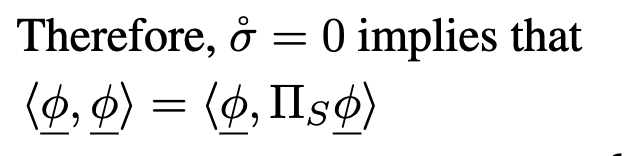 Therefore, σ̊ = 0 implies that
⟨ϕ̲, ϕ̲⟩ = ⟨ϕ̲, Π_S ϕ̲⟩